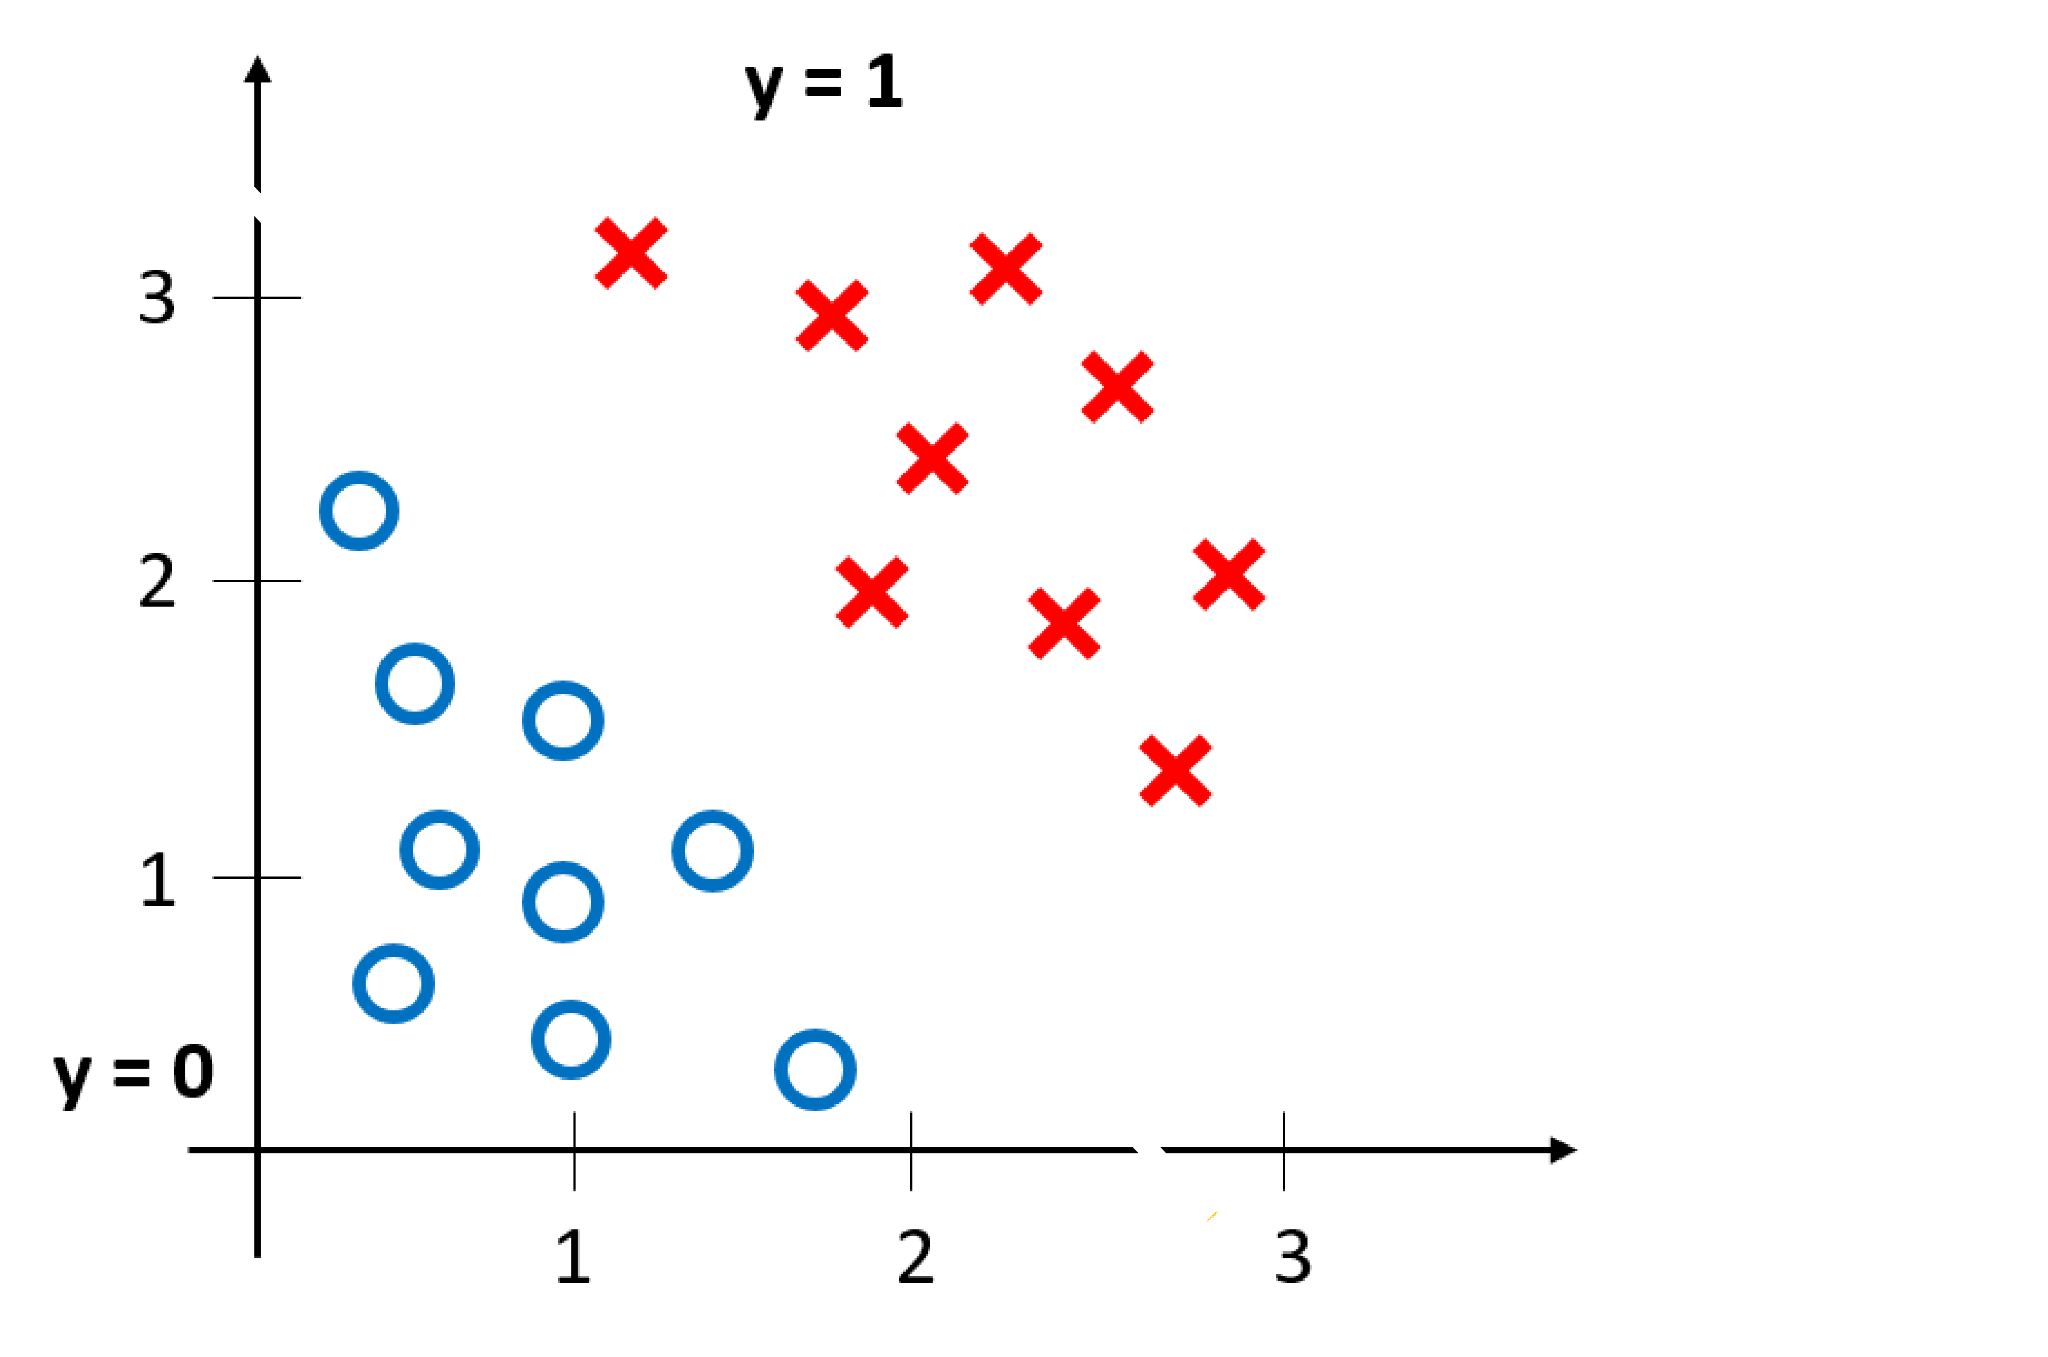 y = 1
3
2
1
y = 0
1 2 3